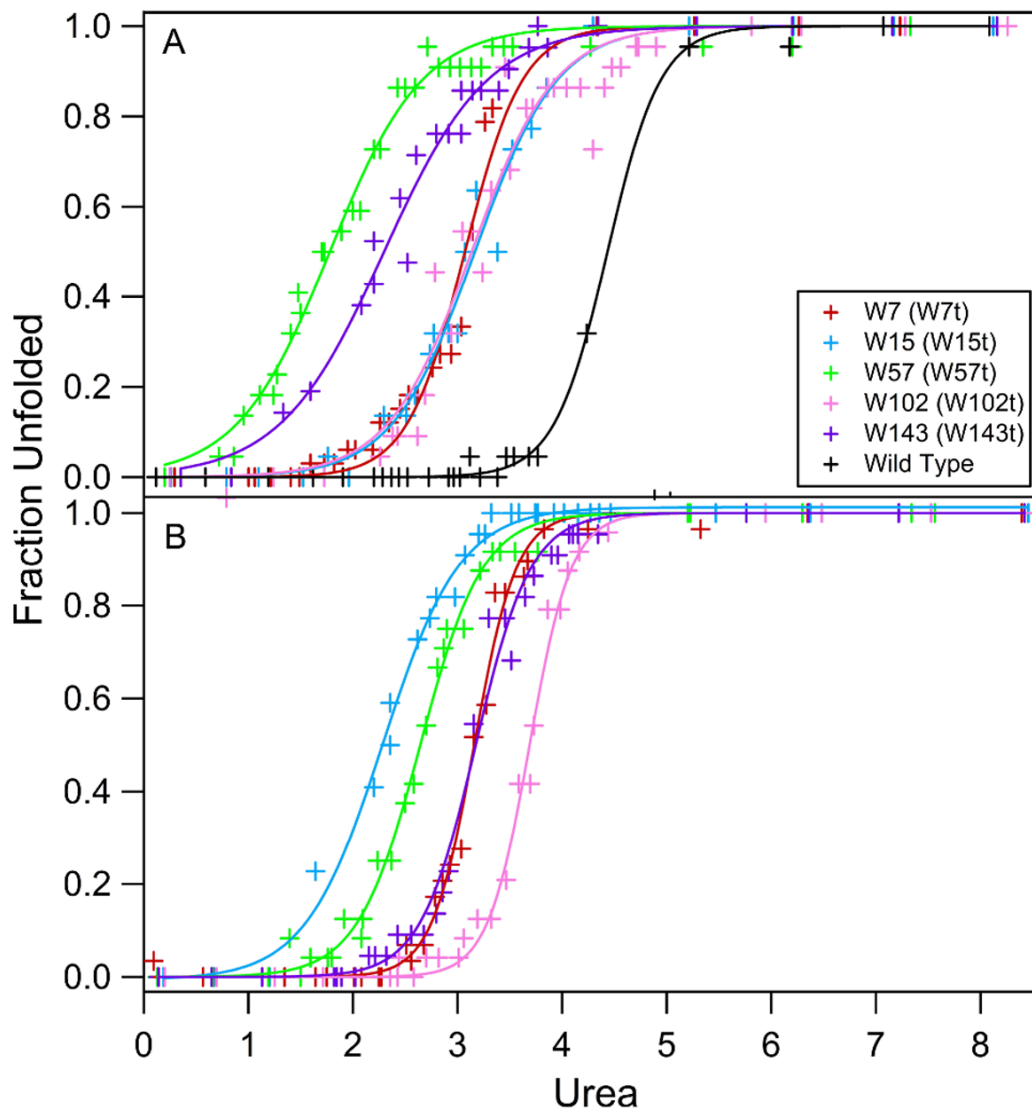 A
1.0
0.8
0.6
0.4
0.2
0.0
W7 (W7t)
W15 (W15t)
W57 (W57t)
W102 (W102t)
W143 (W143t)
Wild Type
Fraction Unfolded
B
1.0
0.8
0.6
0.4
0.2
0.0
0 1 2 3 4 5 6 7 8
Urea